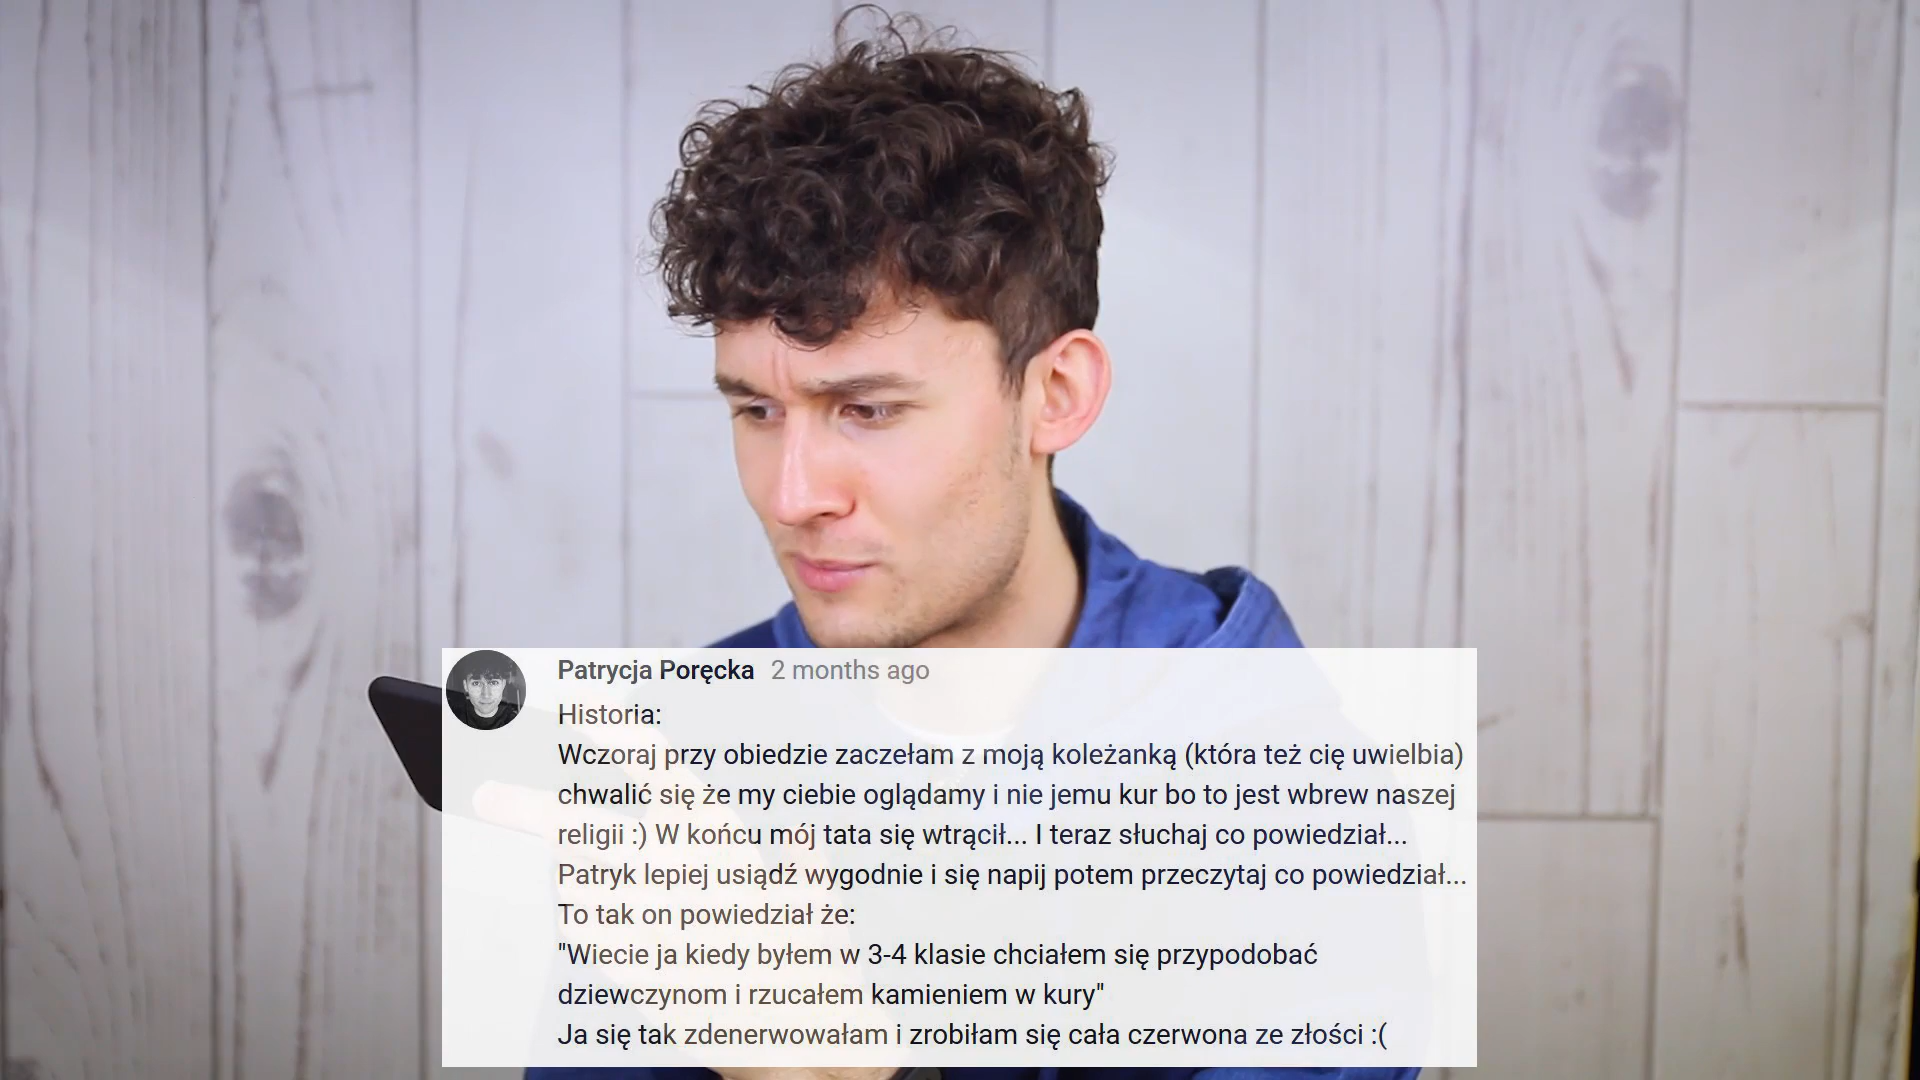 Patrycja Poręcka 2 months ago
Historia:
Wczoraj przy obiedzie zaczełam z moją koleżanką (która też cię uwielbia)
chwalić się że my ciebie oglądamy i nie jemu kur bo to jest wbrew naszej
religii :) W końcu mój tata się wtrącił... I teraz słuchaj co powiedział...
Patryk lepiej usiądź wygodnie i się napij potem przeczytaj co powiedział...
To tak on powiedział że:
"Wiecie ja kiedy byłem w 3-4 klasie chciałem się przypodobać
dziewczynom i rzucałem kamieniem w kury"
Ja się tak zdenerwowałam i zrobiłam się cała czerwona ze złości :(